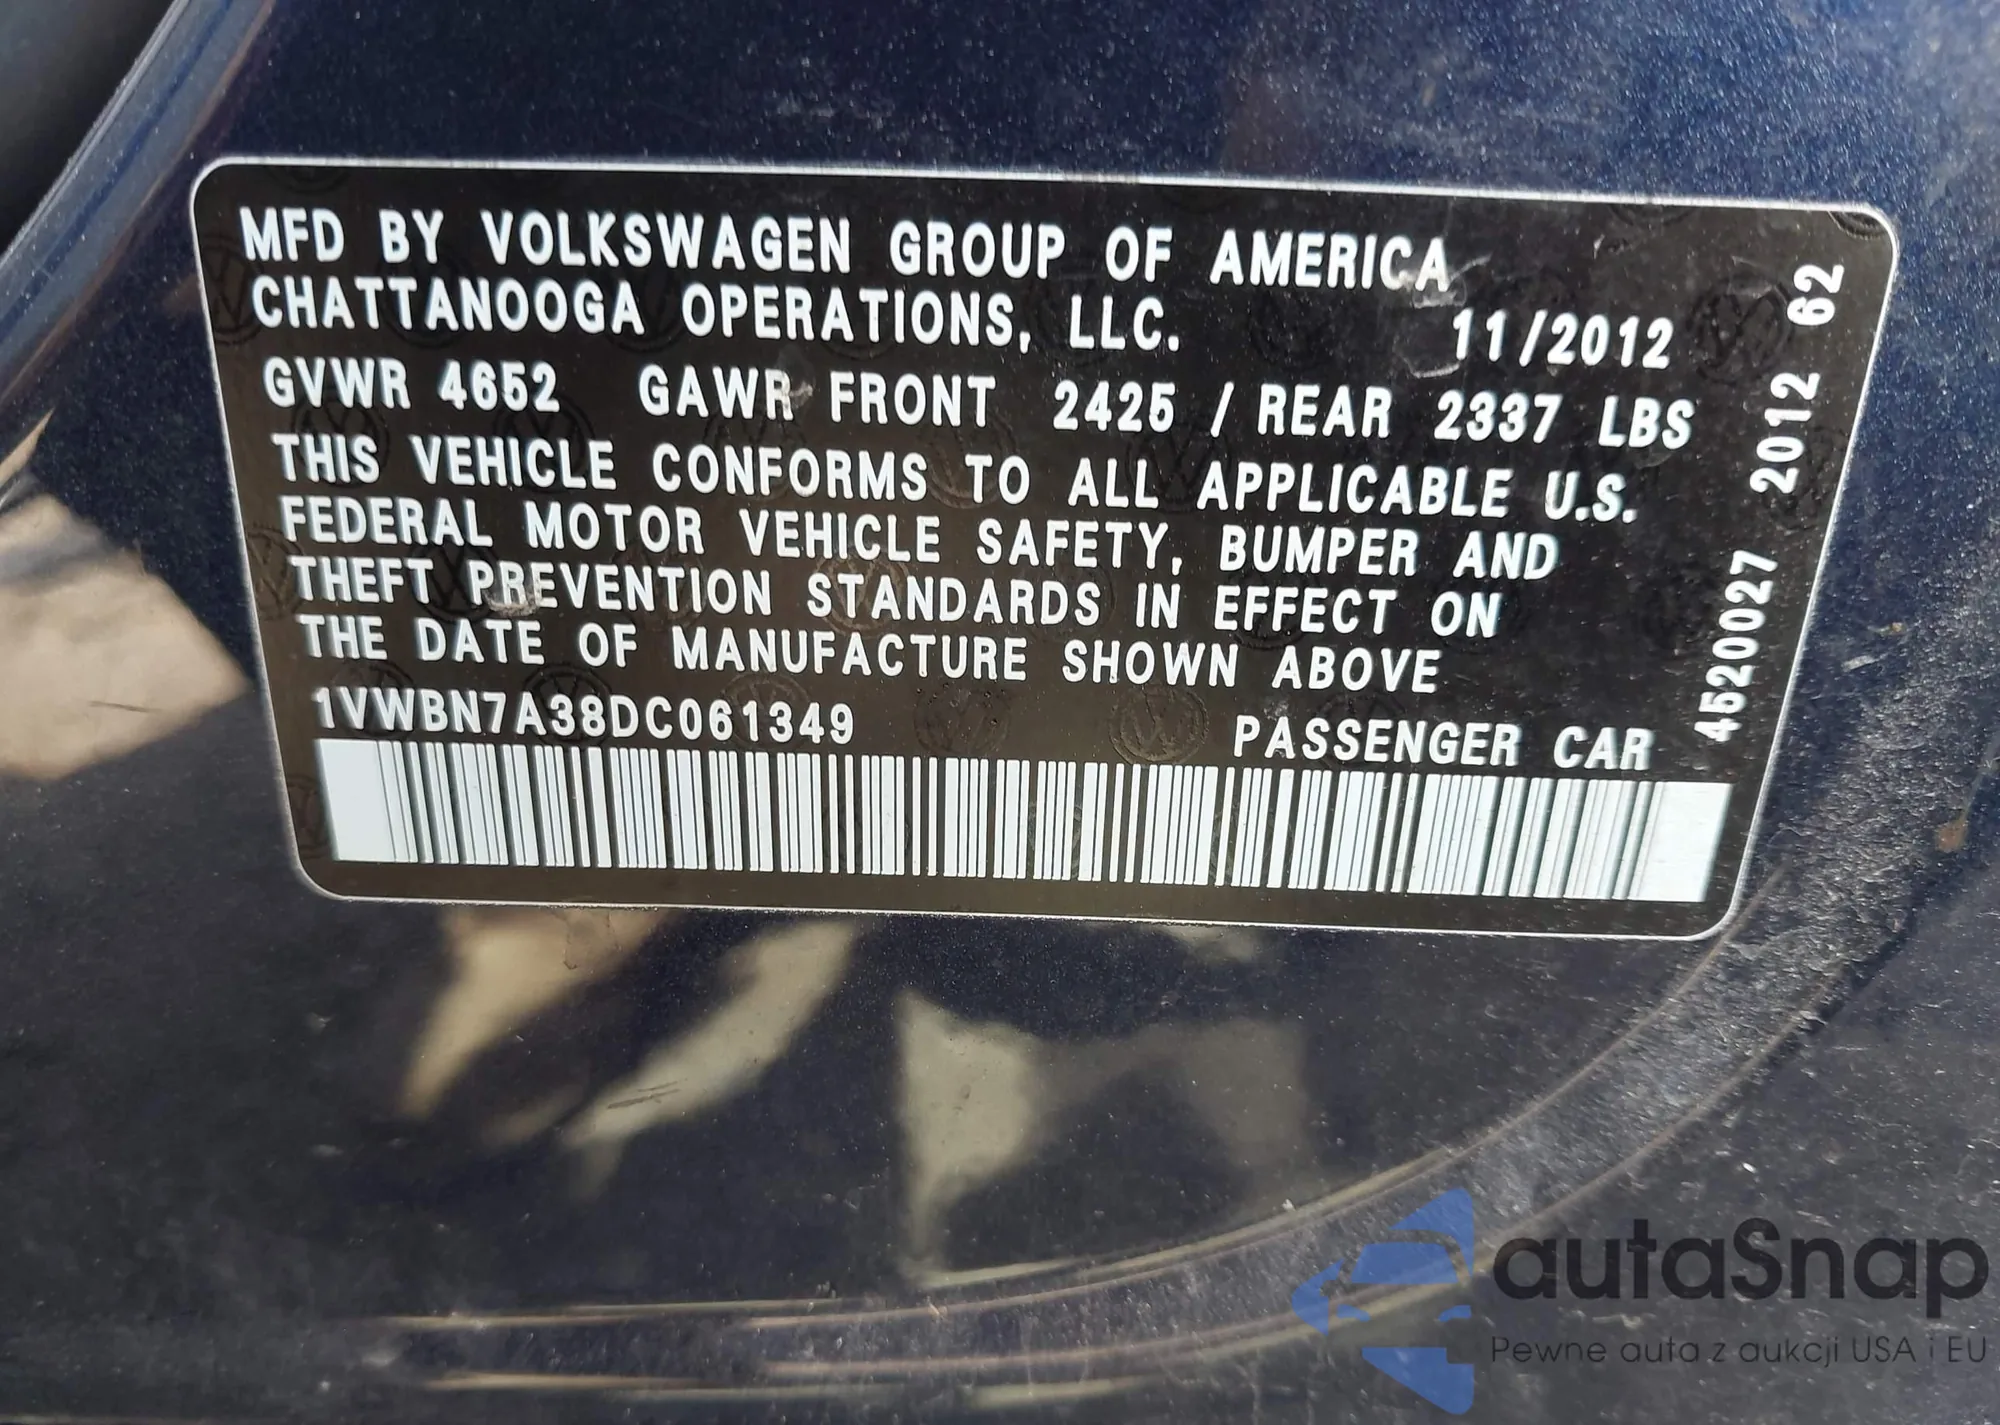 MFD BY VOLKSWAGEN GROUP OF AMERICA
CHATTANOOGA OPERATIONS, LLC.
11/2012
GVWR 4652 GAWR FRONT 2425 / REAR 2337 LBS
THIS VEHICLE CONFORMS TO ALL APPLICABLE U.S.
FEDERAL MOTOR VEHICLE SAFETY, BUMPER AND
THEFT PREVENTION STANDARDS IN EFFECT ON
THE DATE OF MANUFACTURE SHOWN ABOVE
1VWBN7A38DC061349 PASSENGER CAR
4520027 2012 62
autaSnap
Pewne auta z aukcji USA i EU